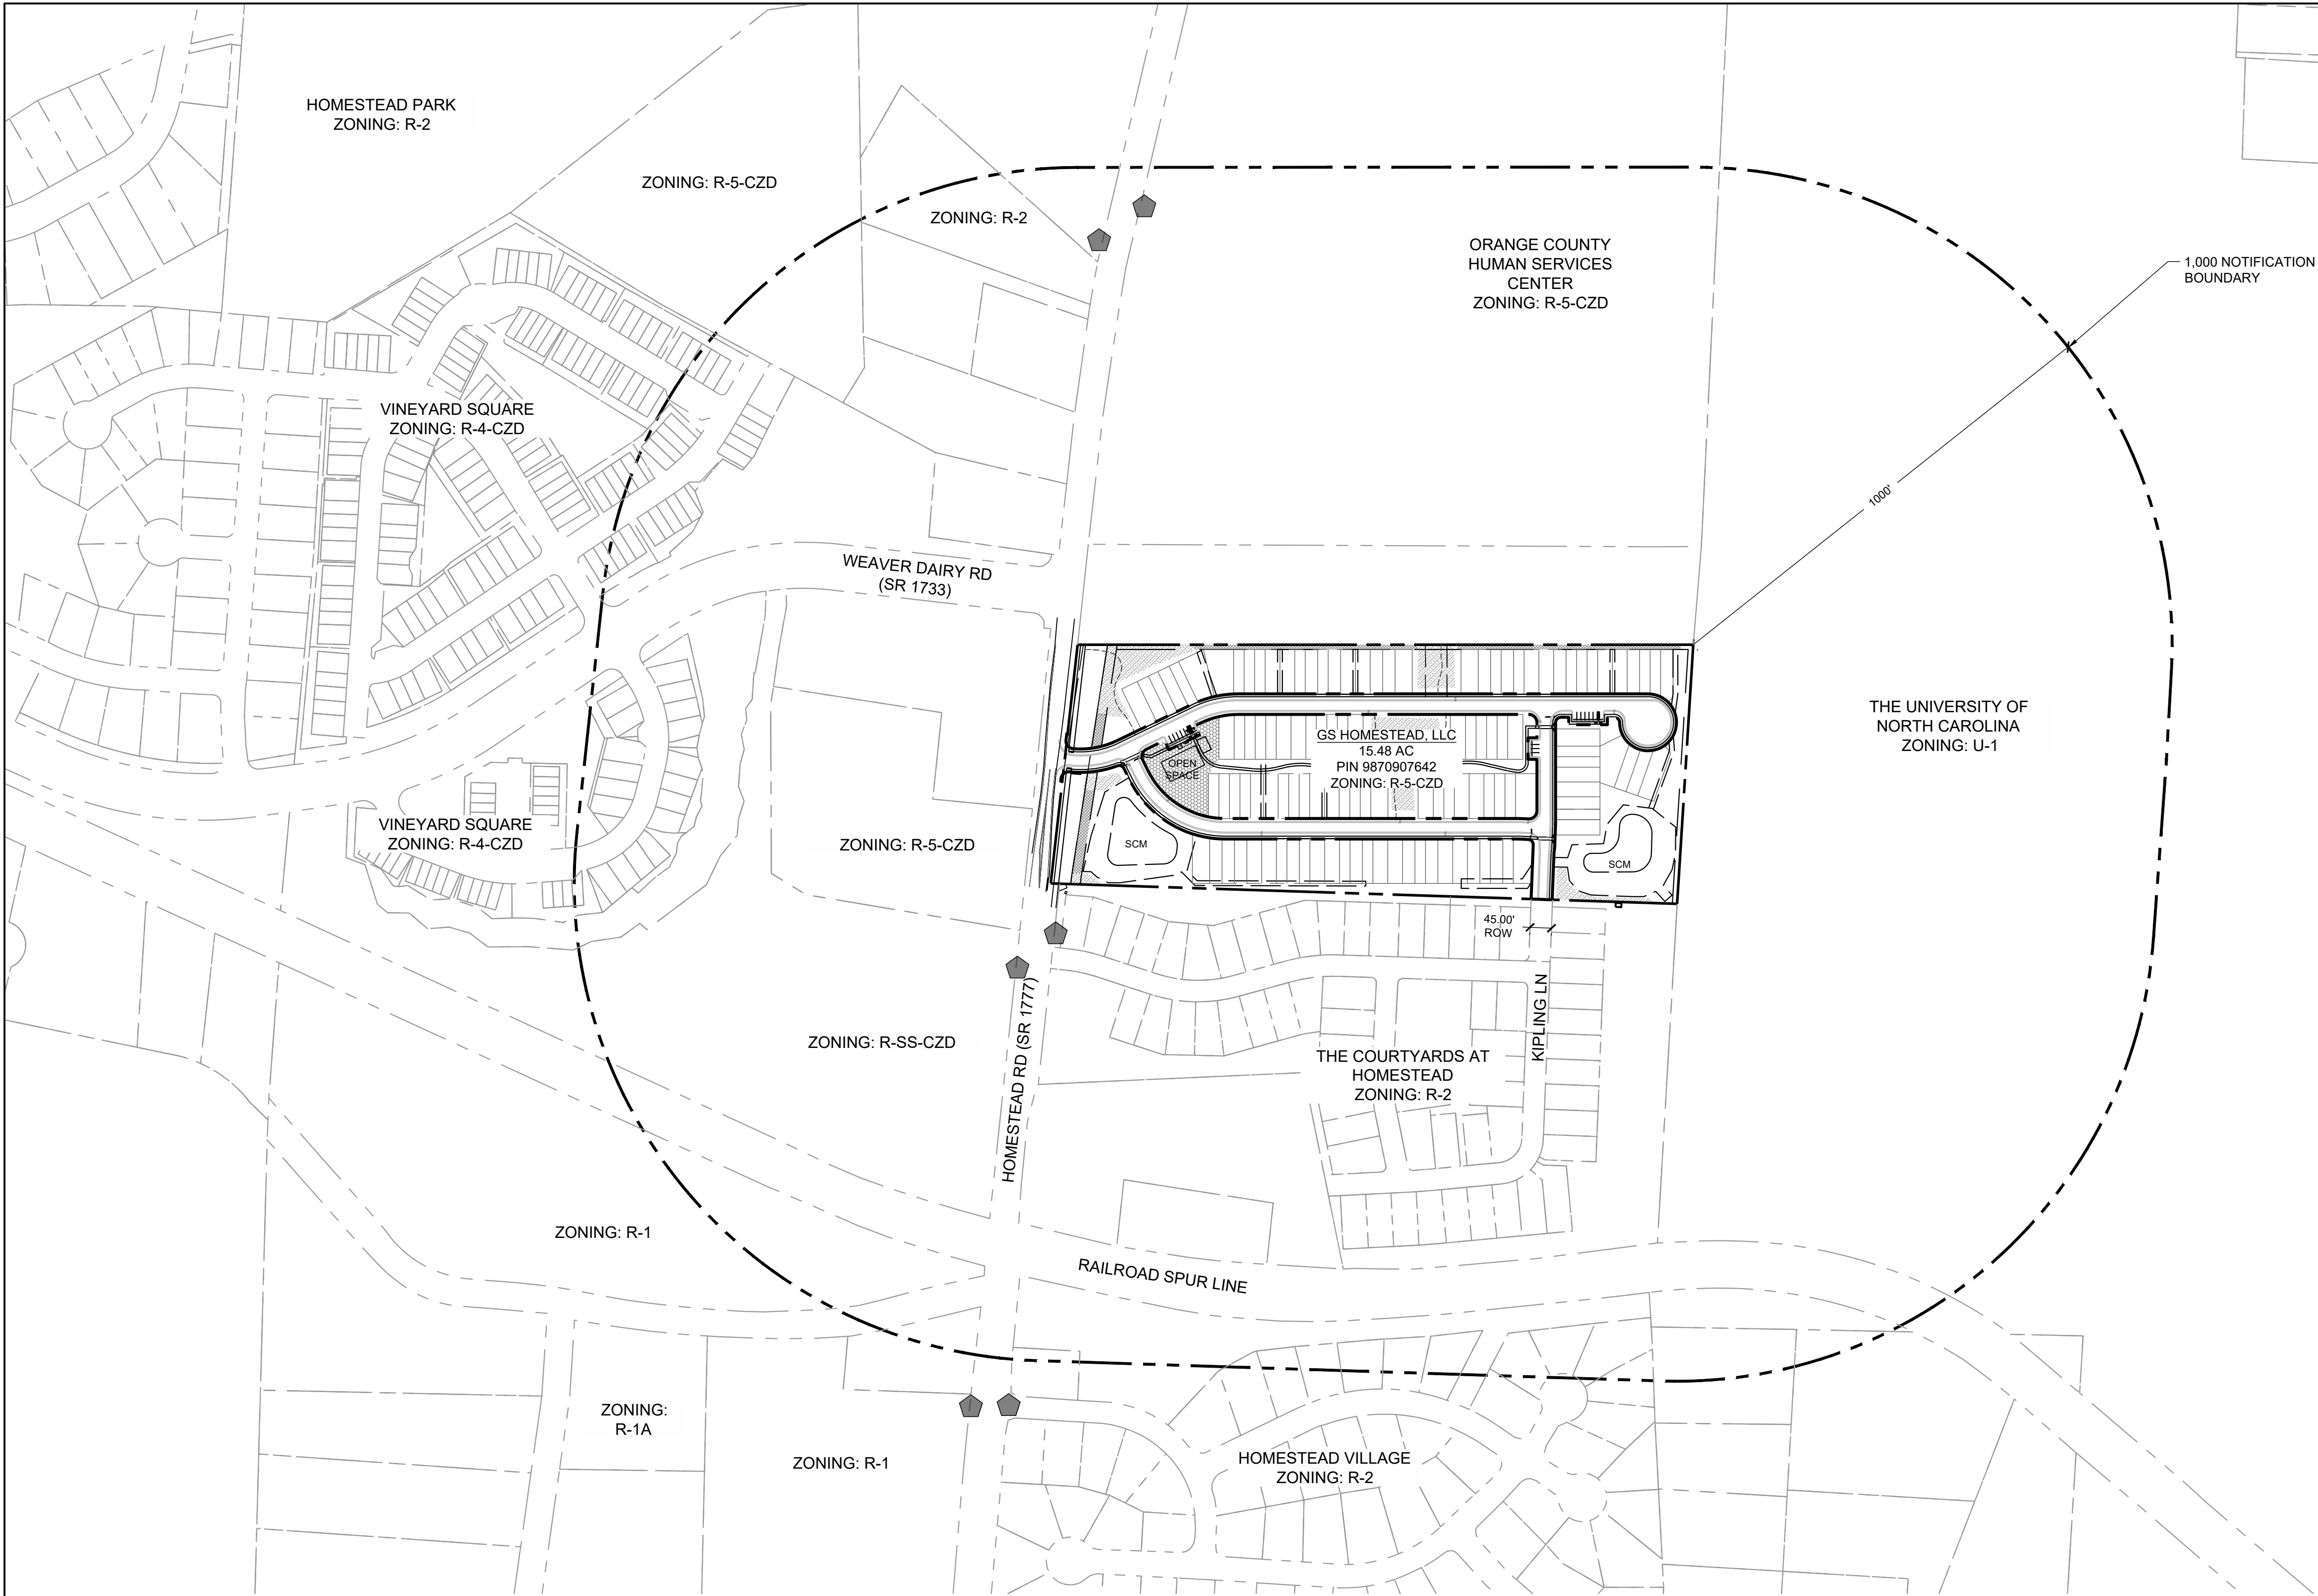 HOMESTEAD PARK
ZONING: R-2
ZONING: R-5-CZD
ZONING: R-2
ORANGE COUNTY
HUMAN SERVICES
CENTER
ZONING: R-5-CZD
1,000 NOTIFICATION
BOUNDARY
VINEYARD SQUARE
ZONING: R-4-CZD
1000'
WEAVER DAIRY RD
(SR 1733)
THE UNIVERSITY OF
NORTH CAROLINA
ZONING: U-1
GS HOMESTEAD, LLC
15.48 AC
PIN 9870907642
ZONING: R-5-CZD
OPEN
SPACE
VINEYARD SQUARE
ZONING: R-4-CZD
ZONING: R-5-CZD
SCM
SCM
45.00'
ROW
KIPLING LN
HOMESTEAD RD (SR 1777)
ZONING: R-SS-CZD
THE COURTYARDS AT
HOMESTEAD
ZONING: R-2
ZONING: R-1
RAILROAD SPUR LINE
ZONING:
R-1A
ZONING: R-1
HOMESTEAD VILLAGE
ZONING: R-2